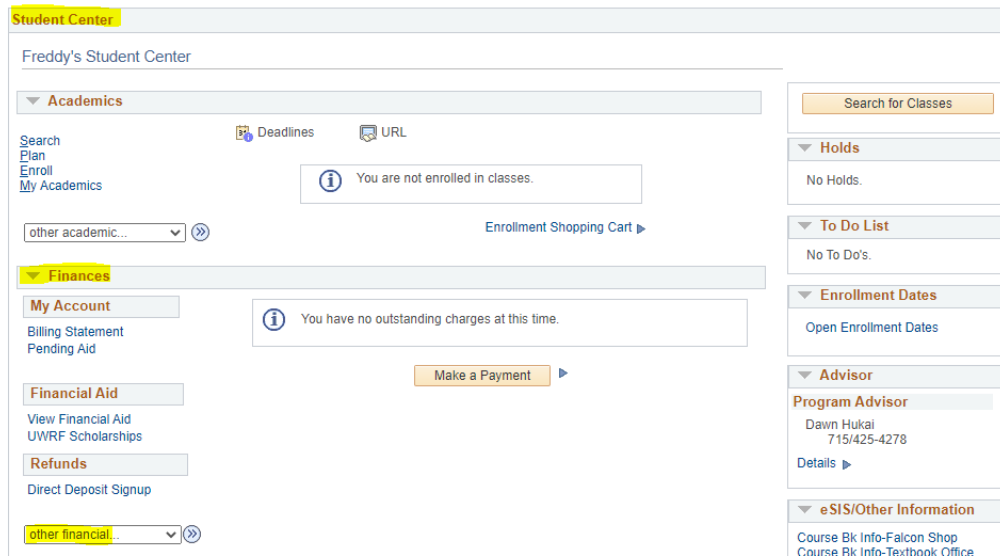 Student Center
Freddy's Student Center
Academics
Search
Plan
Enroll
My Academics
Deadlines
URL
You are not enrolled in classes.
other academic...
Enrollment Shopping Cart
Finances
My Account
Billing Statement
Pending Aid
You have no outstanding charges at this time.
Make a Payment
Financial Aid
View Financial Aid
UWRF Scholarships
Refunds
Direct Deposit Signup
other financial...
Search for Classes
Holds
No Holds.
To Do List
No To Do's.
Enrollment Dates
Open Enrollment Dates
Advisor
Program Advisor
Dawn Hukai
715/425-4278
Details
eSIS/Other Information
Course Bk Info-Falcon Shop
Course Bk Info-Textbook Office